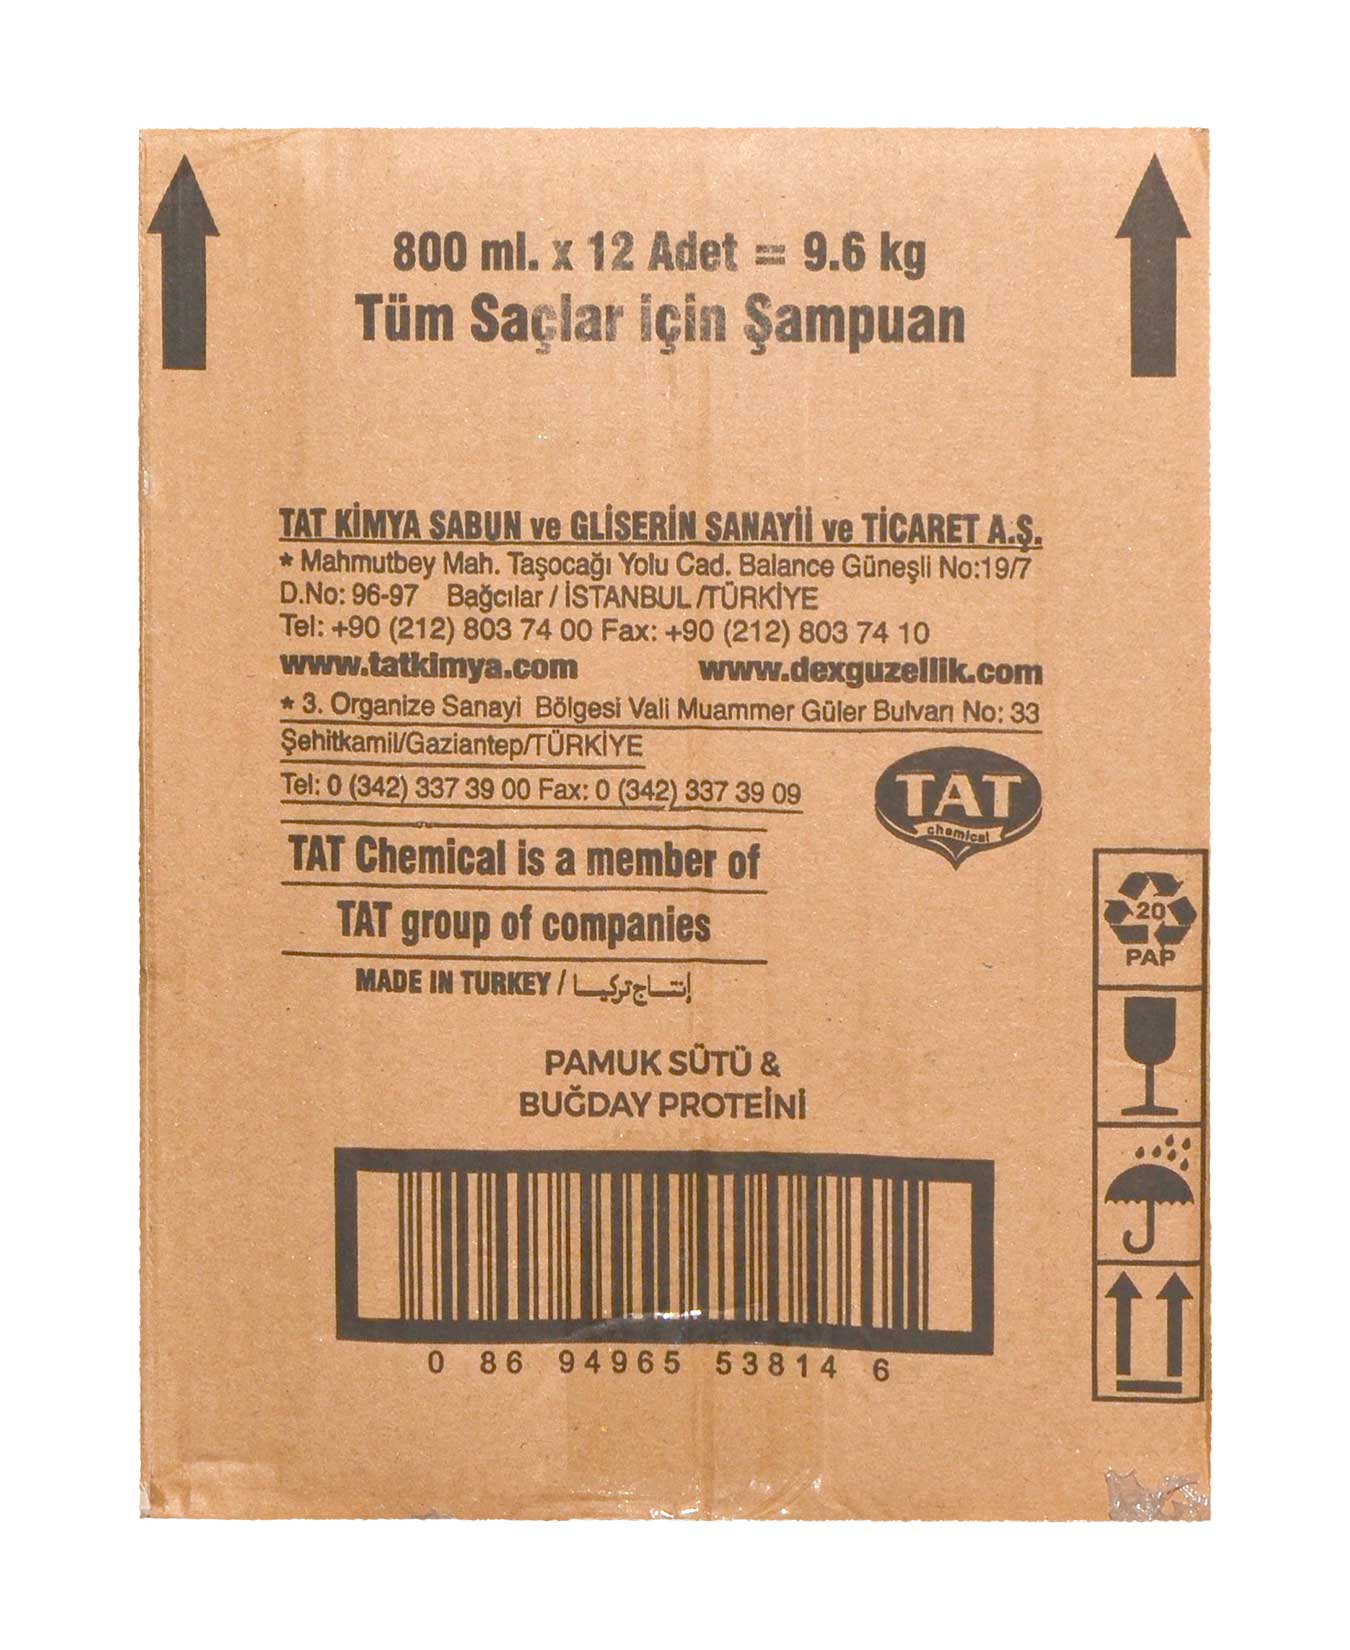 800 ml. x 12 Adet = 9.6 kg
Tüm Saçlar için Şampuan
TAT KİMYA SABUN ve GLİSERİN SANAYİİ ve TİCARET A.Ş.
* Mahmutbey Mah. Taşocağı Yolu Cad. Balance Güneşli No:19/7
D.No: 96-97 Bağcılar / İSTANBUL /TÜRKİYE
Tel: +90 (212) 803 74 00 Fax: +90 (212) 803 74 10
www.tatkimya.com www.dexguzellik.com
* 3. Organize Sanayi Bölgesi Vali Muammer Güler Bulvarı No: 33
Şehitkamil/Gaziantep/TÜRKİYE
Tel: 0 (342) 337 39 00 Fax: 0 (342) 337 39 09
TAT
chemical
TAT Chemical is a member of
TAT group of companies
MADE IN TURKEY / إنتاج تركيا
20
PAP
PAMUK SÜTÜ &
BUĞDAY PROTEİNİ
0 86 94965 53814 6